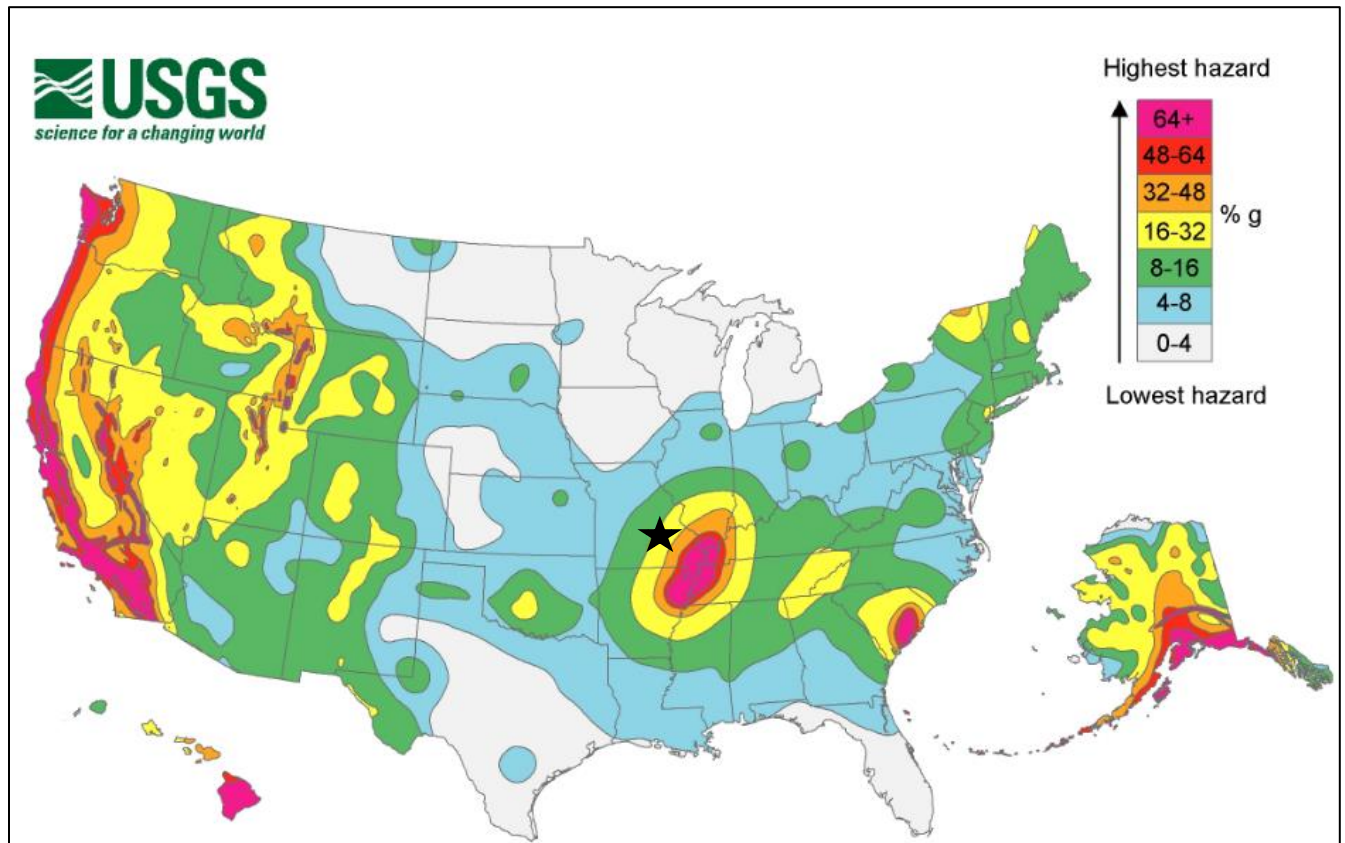 USGS
science for a changing world
Highest hazard
64+
48-64
32-48
16-32
8-16
4-8
0-4
% g
Lowest hazard